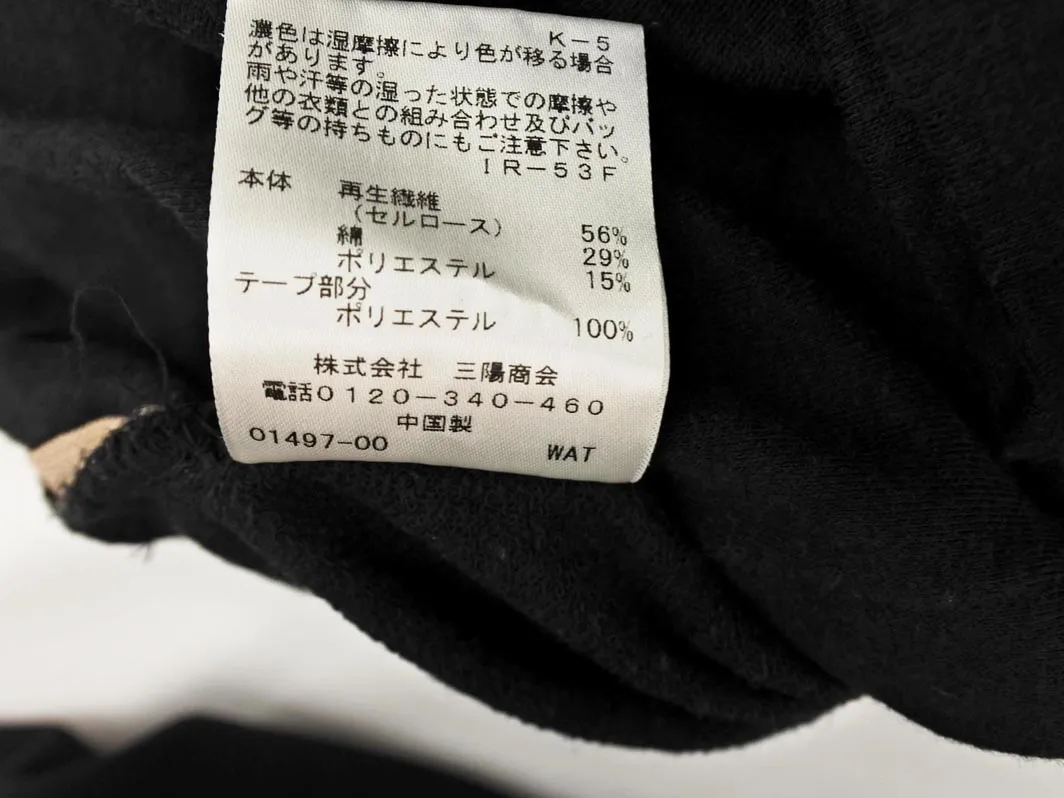 K－5
濃色は湿摩擦により色が移る場合
があります。
雨や汗等の湿った状態での摩擦や
他の衣類との組み合わせ及びバッ
グ等の持ちものにもご注意下さい。
IR－53F
本体 再生繊維
（セルロース） 56%
綿 29%
ポリエステル 15%
テープ部分
ポリエステル 100%
株式会社 三陽商会
電話0120－340－460
中国製
01497-00 WAT